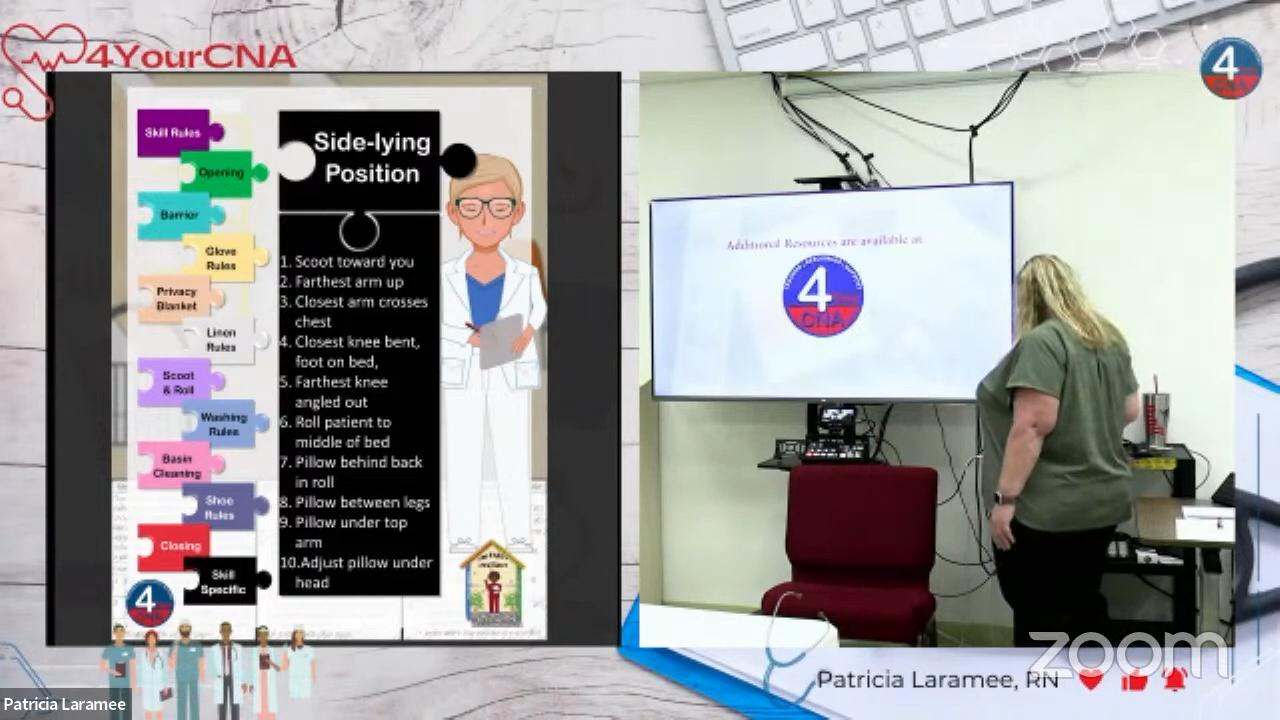 4YourCNA
Skill Rules
Opening
Barrier
Glove
Rules
Privacy
Blanket
Linen
Rules
Scoot
& Roll
Washing
Rules
Basin
Cleaning
Shoe
Rules
Closing
Skill
Specific
4
Side-lying
Position
1. Scoot toward you
2. Farthest arm up
3. Closest arm crosses
chest
4. Closest knee bent,
foot on bed,
5. Farthest knee
angled out
6. Roll patient to
middle of bed
7. Pillow behind back
in roll
8. Pillow between legs
9. Pillow under top
arm
10.Adjust pillow under
head
Additional Resources are available at
4
CNA
4
zoom
Patricia Laramee, RN
Patricia Laramee